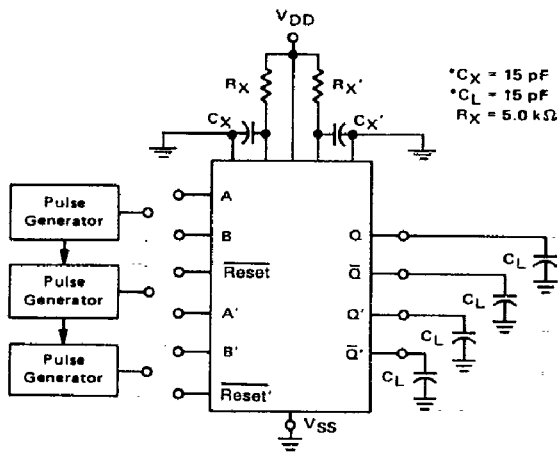 VDD
RX
RX'
*CX = 15 pF
*CL = 15 pF
RX = 5.0 kΩ
CX
CX'
Pulse
Generator
Pulse
Generator
Pulse
Generator
A
B
Reset
A'
B'
Reset'
Q
Q̅
Q'
Q̅'
CL
CL
CL
CL
VSS